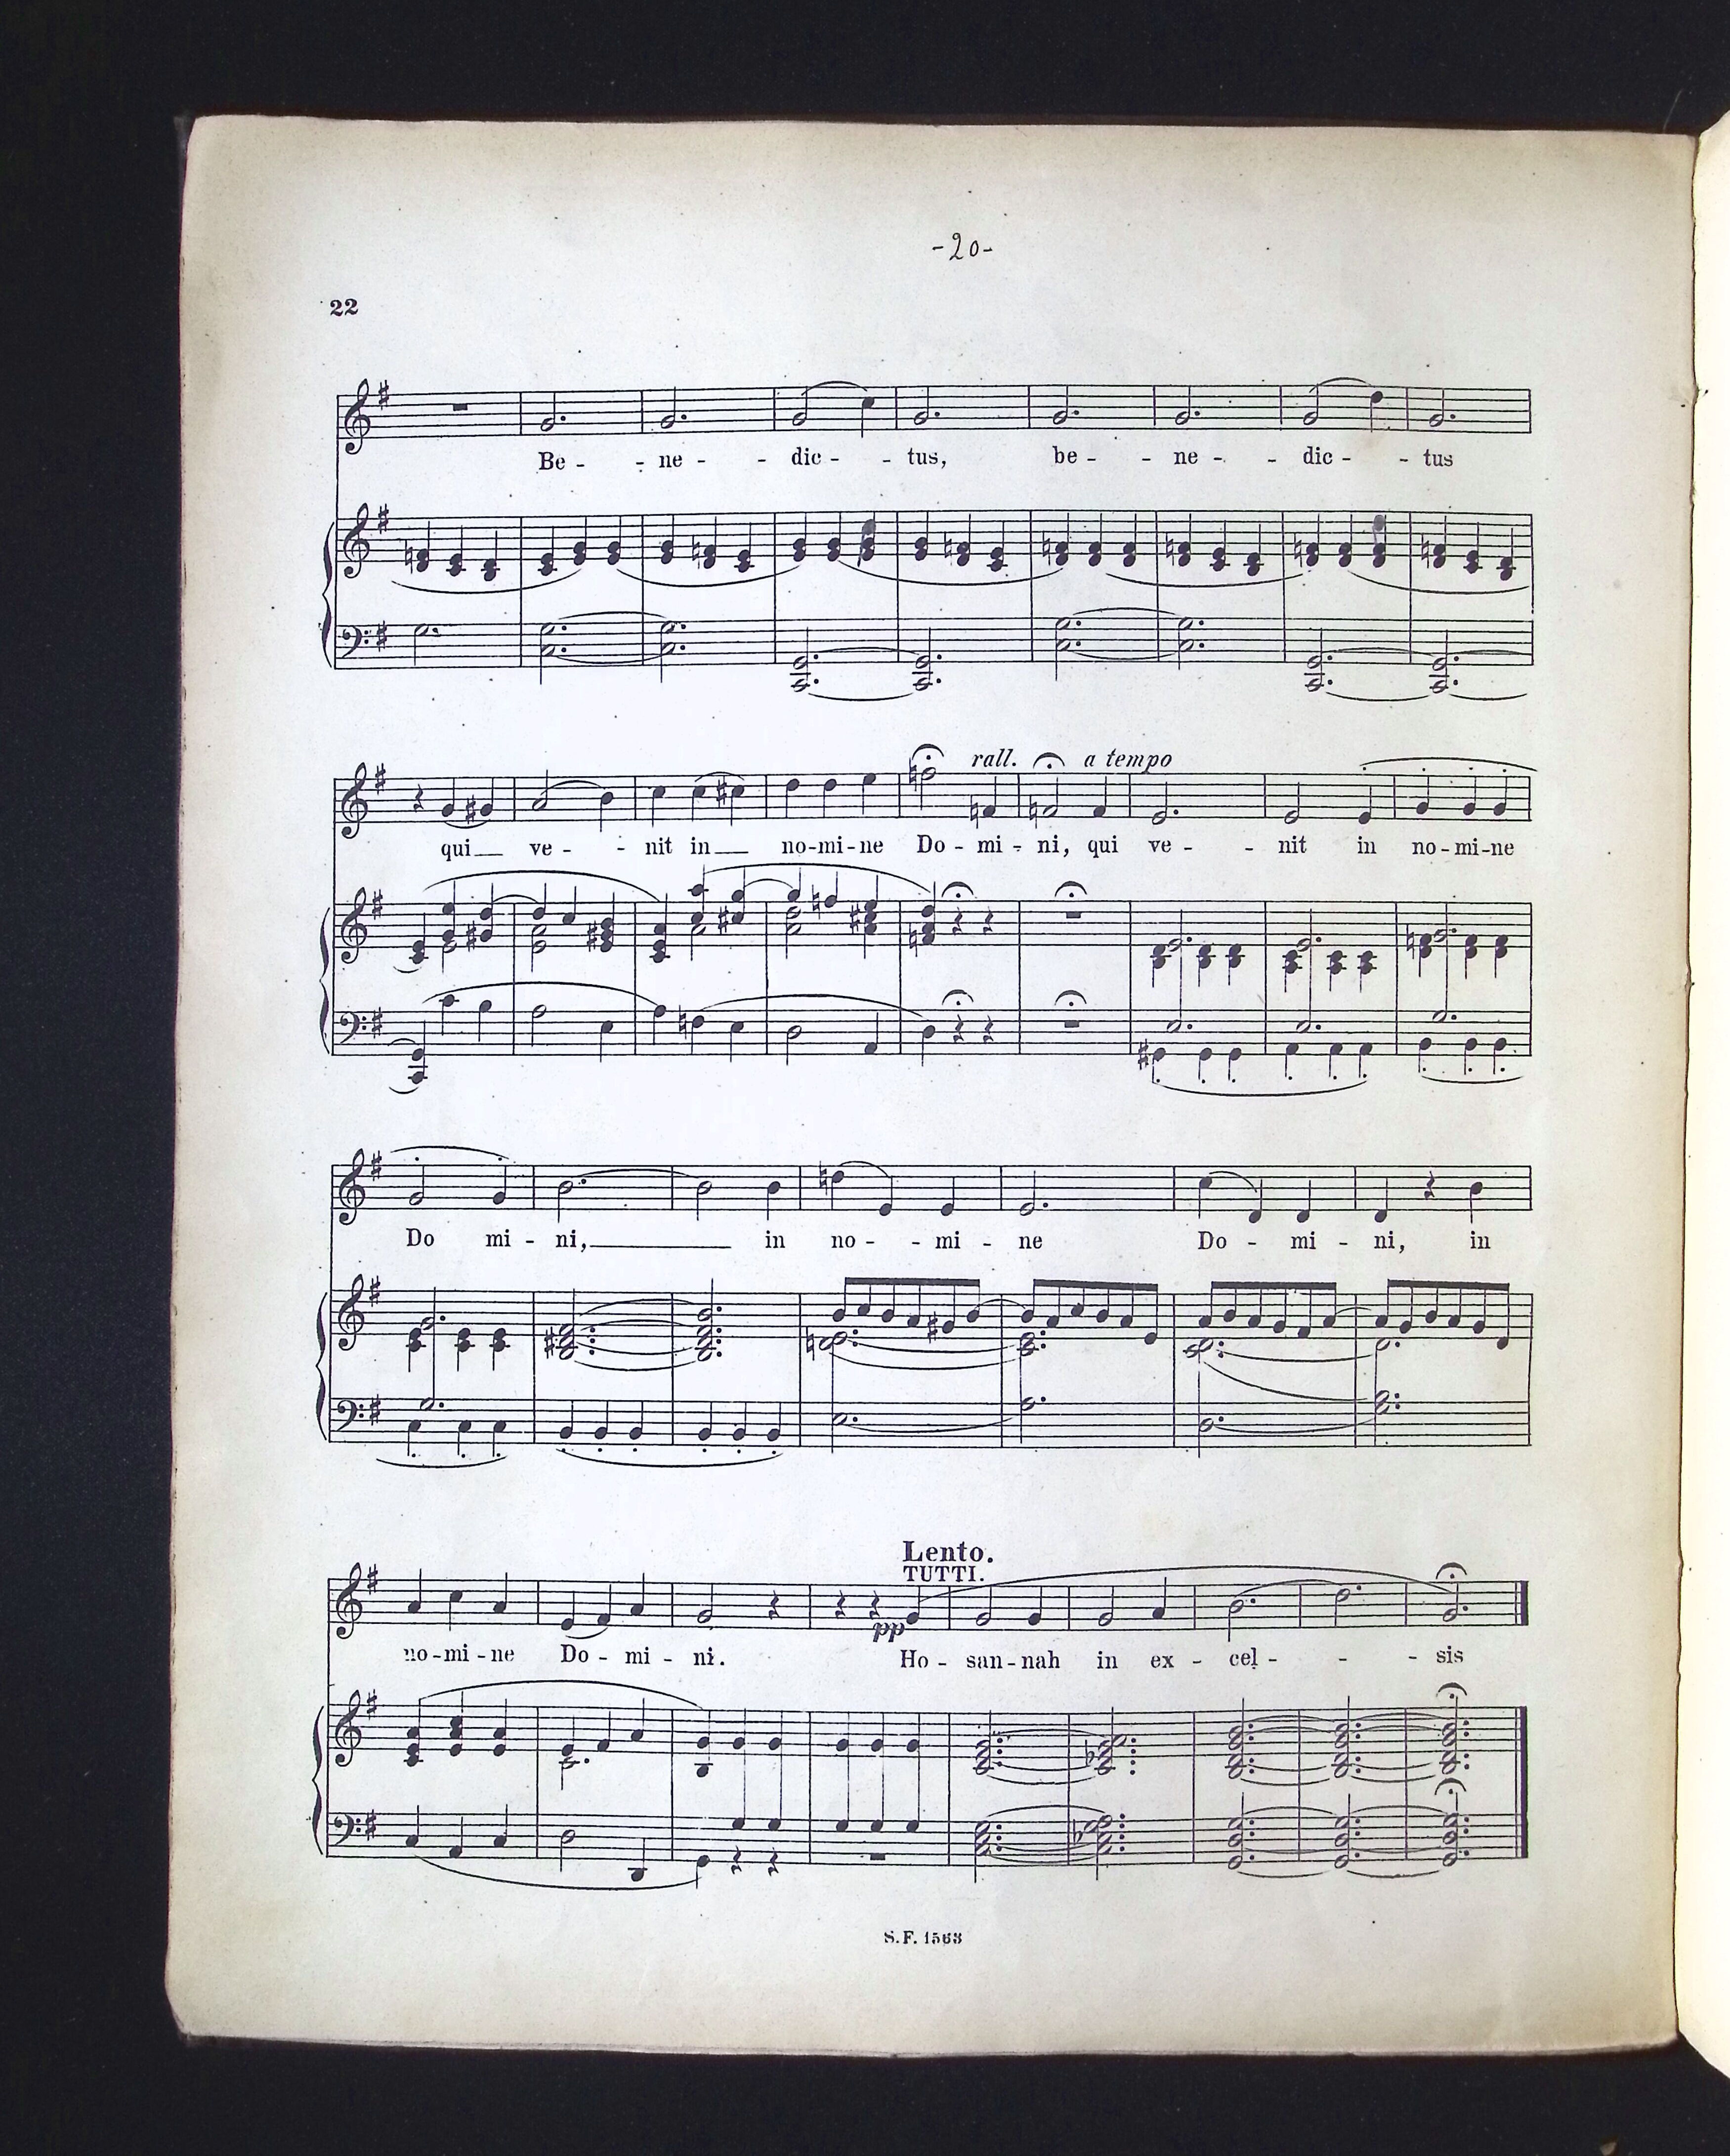 -20-
22
Be - - ne - - dic - - tus, be - - ne - - dic - - tus
rall. a tempo
qui ve - - nit in no-mi-ne Do - mi - ni, qui ve - - nit in no-mi-ne
Do mi - ni, in no - - mi - ne Do - mi - ni, in
Lento.
TUTTI.
pp
no-mi-ne Do - mi - ni. Ho - san-nah in ex - cel - - - sis
S.F. 1563